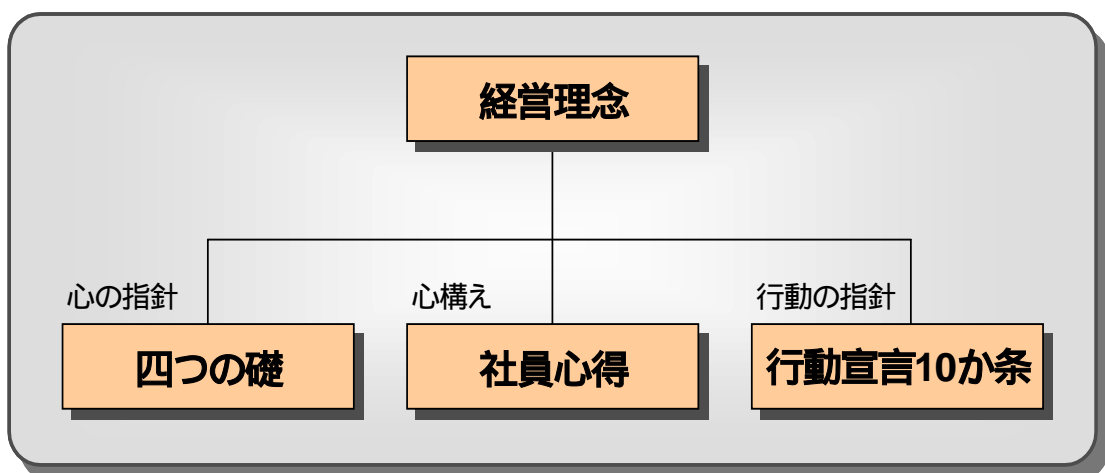 経営理念
心の指針
心構え
行動の指針
四つの礎
社員心得
行動宣言10か条